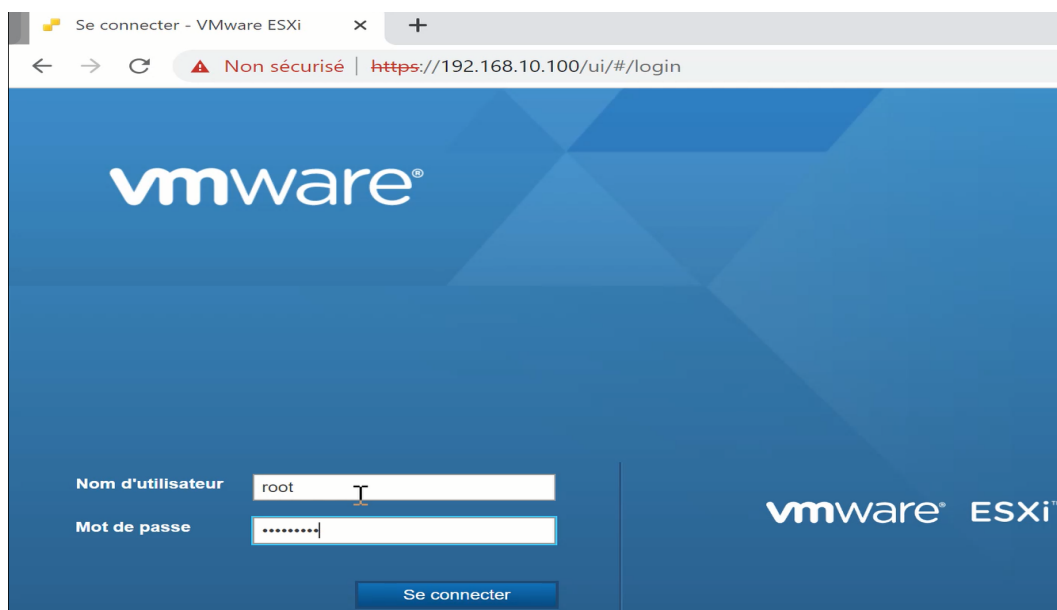 Se connecter - VMware ESXi
Non sécurisé | https://192.168.10.100/ui/#/login
vmware®
Nom d'utilisateur root
Mot de passe •••••••••
vmware® ESXi™
Se connecter